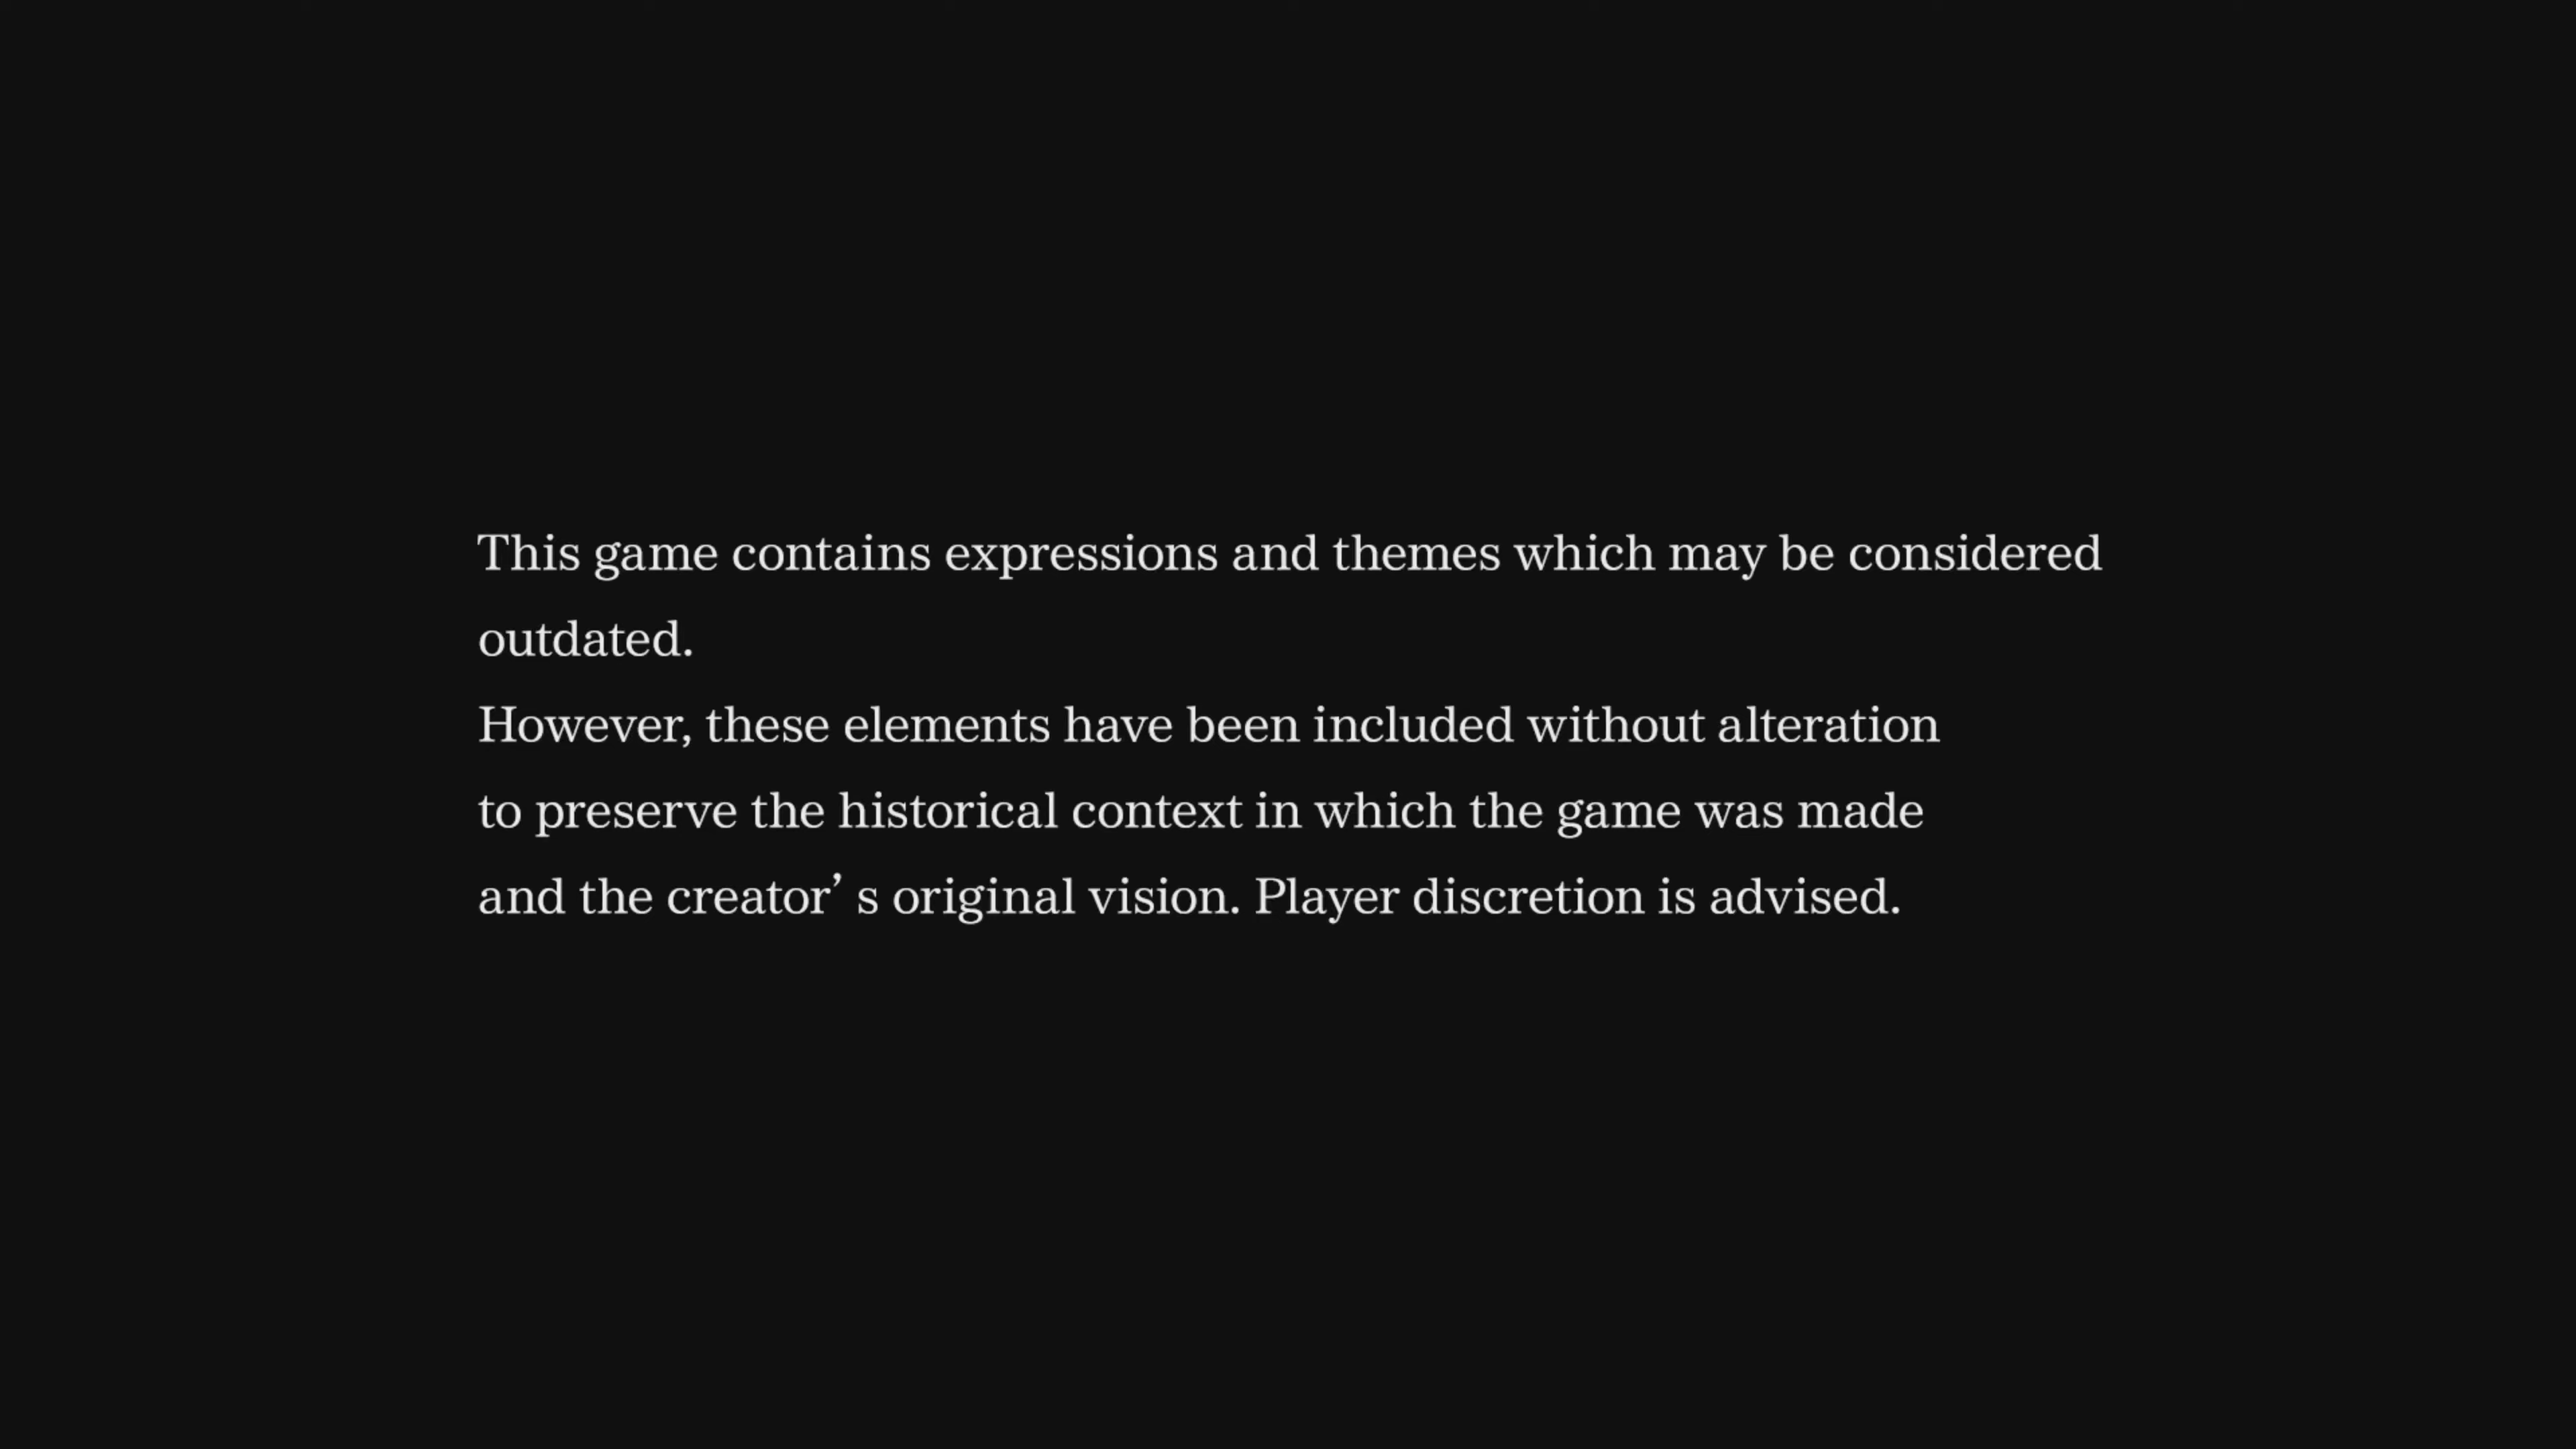 This game contains expressions and themes which may be considered
outdated.
However, these elements have been included without alteration
to preserve the historical context in which the game was made
and the creator’ s original vision. Player discretion is advised.